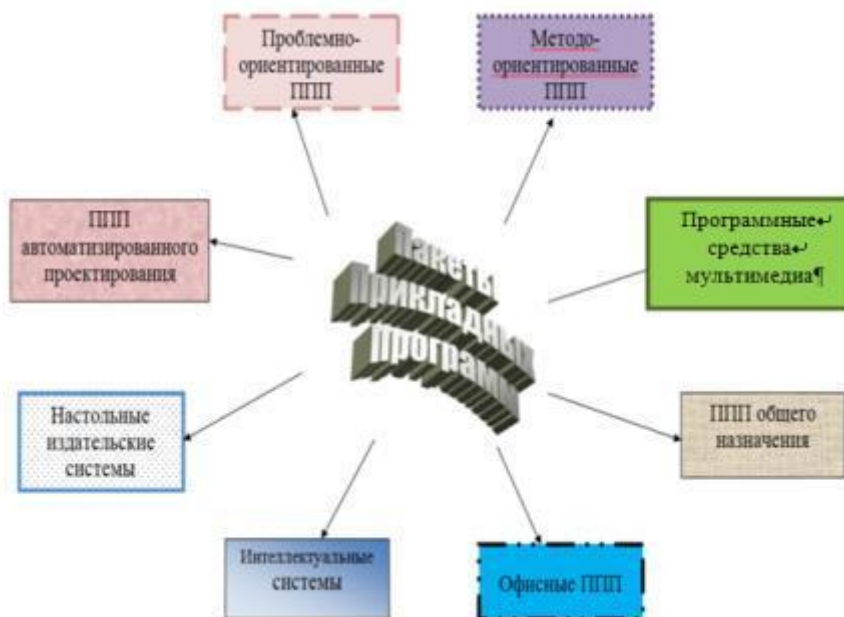 Проблемно-
ориентированные
ППП
Методо-
ориентированные
ППП
ППП
автоматизированного
проектирования
Программные↵
средства↵
мультимедиа¶
Пакеты
Прикладных
Программ
Настольные
издательские
системы
ППП общего
назначения
Интеллектуальные
системы
Офисные ППП